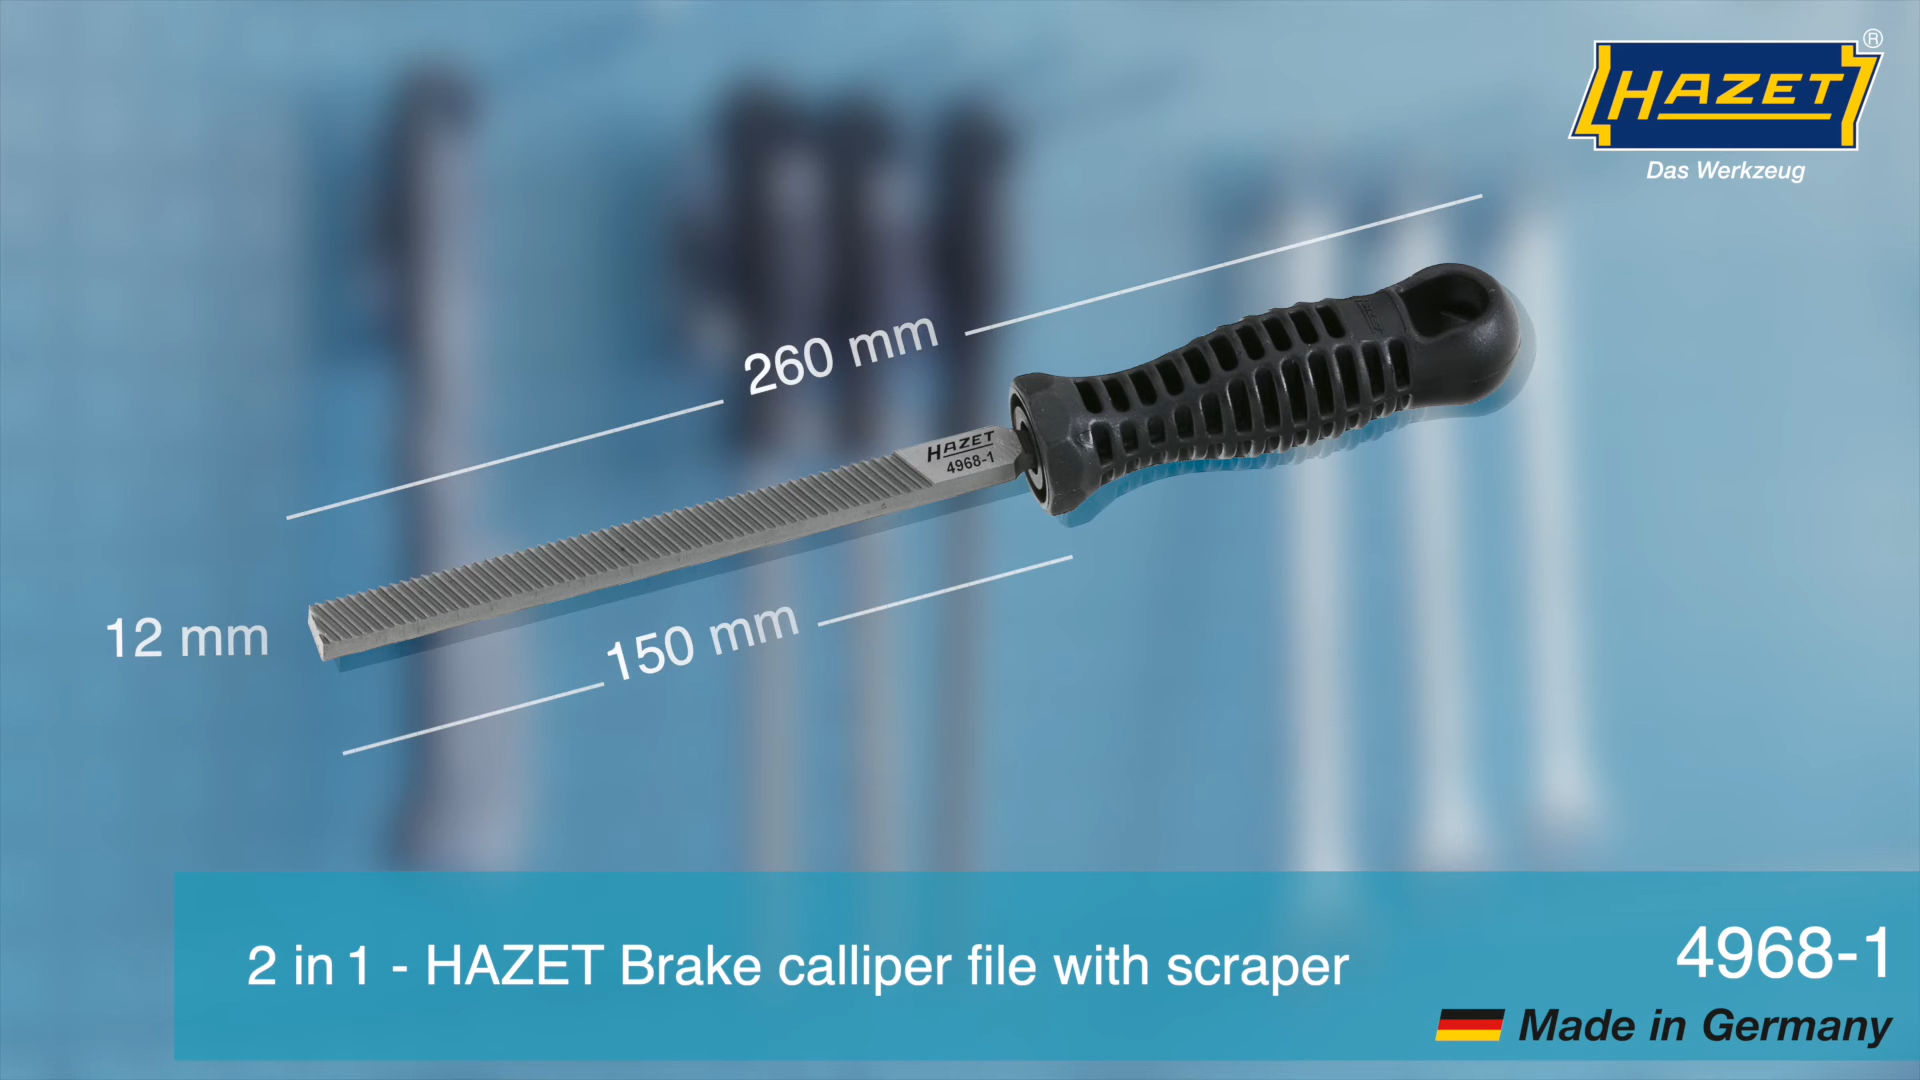 ®
HAZET
Das Werkzeug
260 mm
HAZET
4968-1
12 mm
150 mm
2 in 1 - HAZET Brake calliper file with scraper
4968-1
Made in Germany